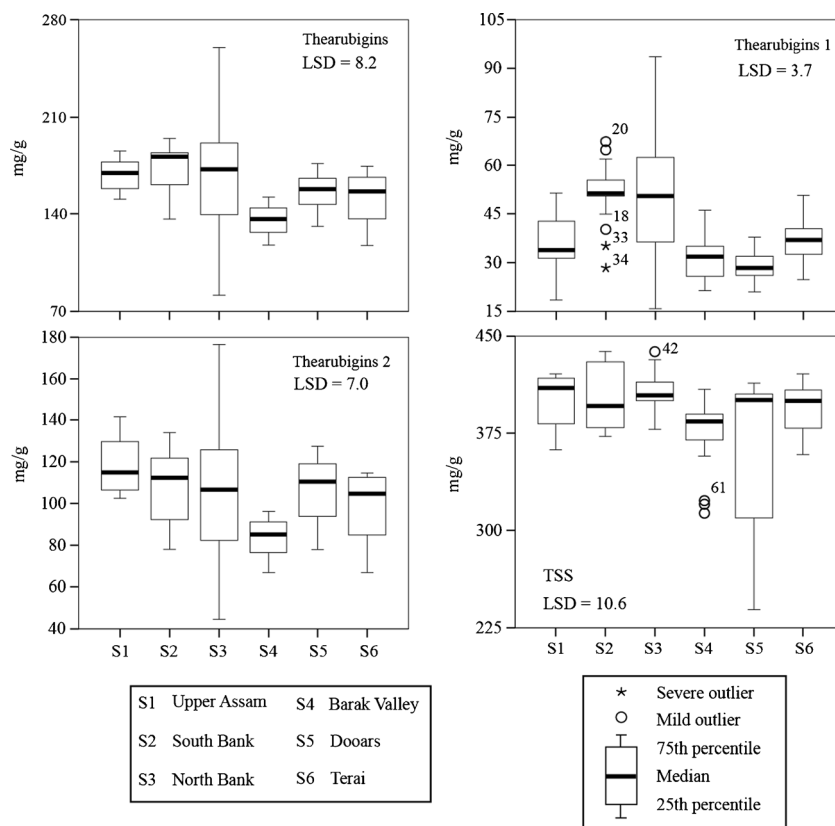 Thearubigins
LSD = 8.2
mg/g
280
210
140
70
Thearubigins 1
LSD = 3.7
mg/g
105
90
75
60
45
30
15
20
18
33
34
Thearubigins 2
LSD = 7.0
mg/g
180
160
140
120
100
80
60
40
S1 S2 S3 S4 S5 S6
TSS
LSD = 10.6
mg/g
450
375
300
225
42
61
S1 S2 S3 S4 S5 S6
S1 Upper Assam S4 Barak Valley
S2 South Bank S5 Dooars
S3 North Bank S6 Terai
Severe outlier
Mild outlier
75th percentile
Median
25th percentile